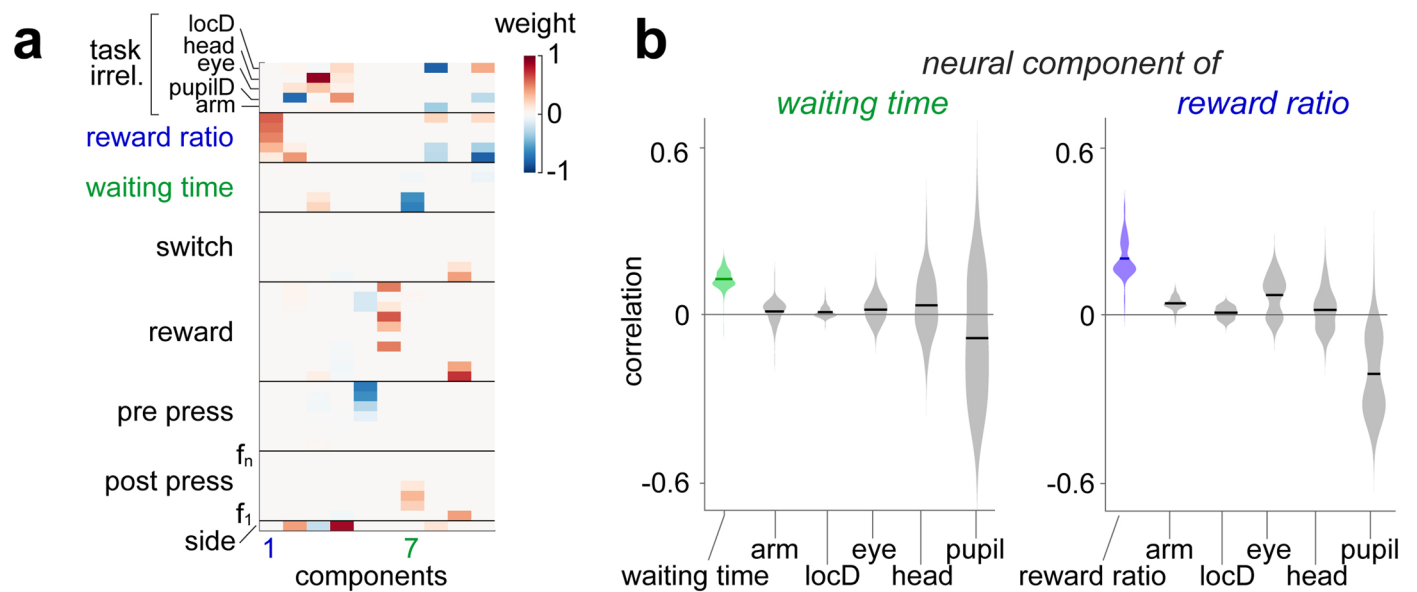 a
task
irrel.
locD
head
eye
pupilD
arm
reward ratio
waiting time
switch
reward
pre press
fn
post press
f1
side
1
7
components
weight
1
0
-1
b
neural component of
waiting time
reward ratio
correlation
0.6
0
-0.6
waiting time
arm
locD
eye
head
pupil
0.6
0
-0.6
reward ratio
arm
locD
eye
head
pupil